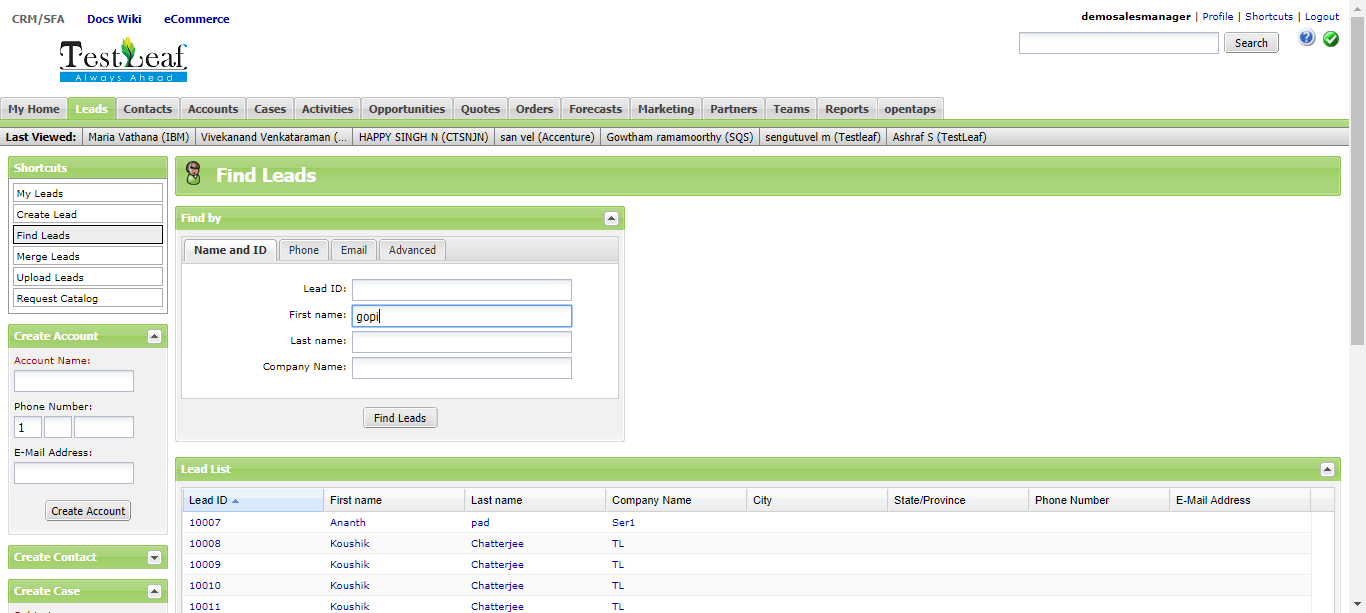 CRM/SFA Docs Wiki eCommerce
demosalesmanager | Profile | Shortcuts | Logout
TestLeaf
Always Ahead
Search
My Home Leads Contacts Accounts Cases Activities Opportunities Quotes Orders Forecasts Marketing Partners Teams Reports opentaps
Last Viewed: Maria Vathana (IBM) Vivekanand Venkataraman (... HAPPY SINGH N (CTSNJN) san vel (Accenture) Gowtham ramamoorthy (SQS) sengutuvel m (Testleaf) Ashraf S (TestLeaf)
Shortcuts
My Leads
Create Lead
Find Leads
Merge Leads
Upload Leads
Request Catalog
Create Account
Account Name:
Phone Number:
1
E-Mail Address:
Create Account
Create Contact
Create Case
Find Leads
Find by
Name and ID Phone Email Advanced
Lead ID:
First name: gopi
Last name:
Company Name:
Find Leads
Lead List
Lead ID First name Last name Company Name City State/Province Phone Number E-Mail Address
10007 Ananth pad Ser1
10008 Koushik Chatterjee TL
10009 Koushik Chatterjee TL
10010 Koushik Chatterjee TL
10011 Koushik Chatterjee TL